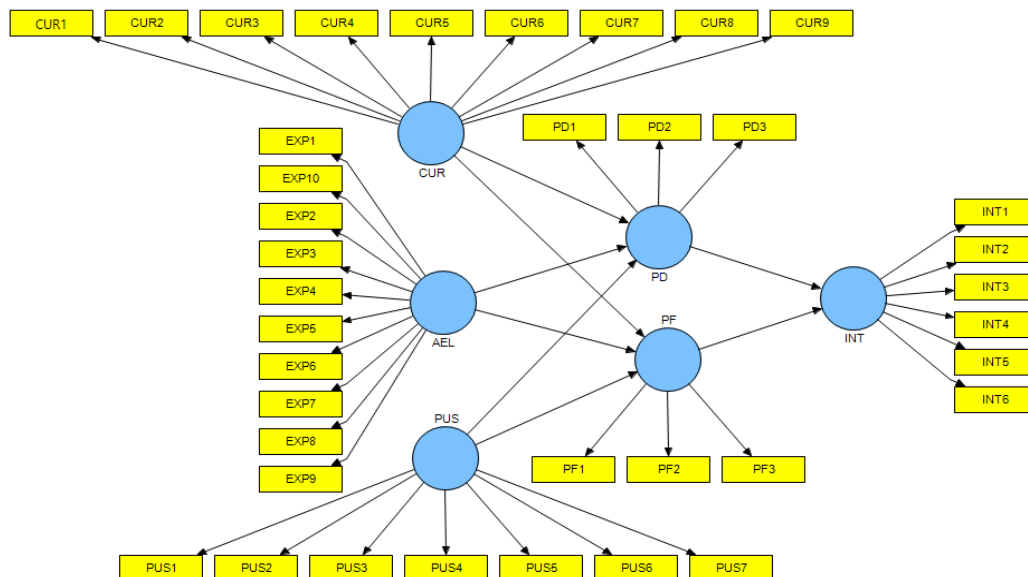 CUR1
CUR2
CUR3
CUR4
CUR5
CUR6
CUR7
CUR8
CUR9
CUR
EXP1
EXP10
EXP2
EXP3
EXP4
EXP5
EXP6
EXP7
EXP8
EXP9
AEL
PD1
PD2
PD3
PD
PF
PF1
PF2
PF3
INT
INT1
INT2
INT3
INT4
INT5
INT6
PUS
PUS1
PUS2
PUS3
PUS4
PUS5
PUS6
PUS7